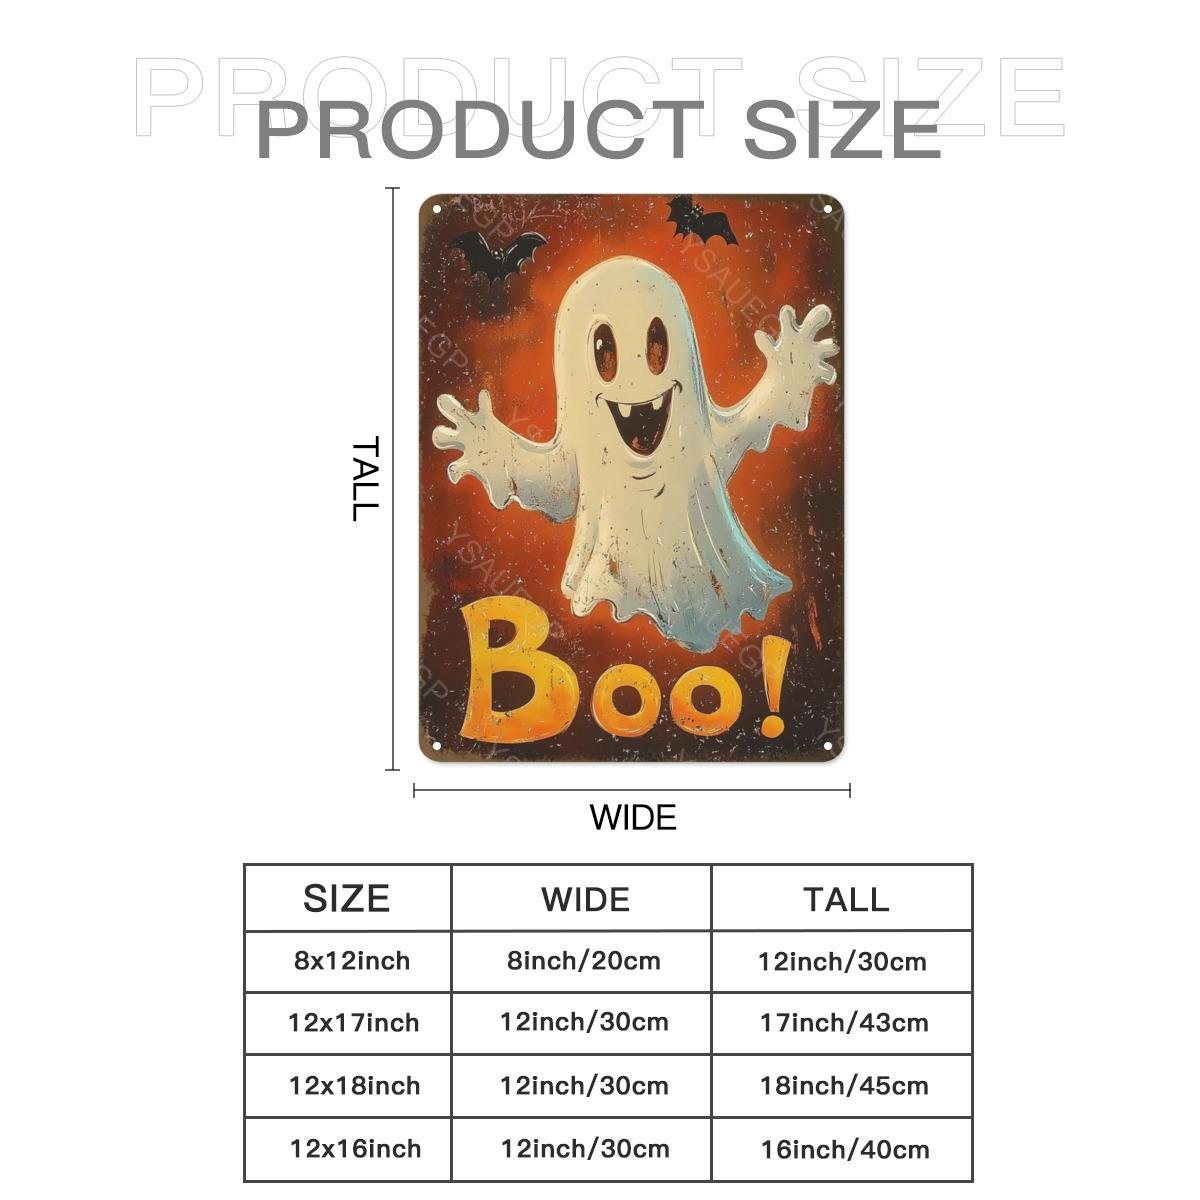 PRODUCT SIZE
PRODUCT SIZE
YSAUEGP
TALL
Boo!
WIDE
SIZE WIDE TALL
8x12inch 8inch/20cm 12inch/30cm
12x17inch 12inch/30cm 17inch/43cm
12x18inch 12inch/30cm 18inch/45cm
12x16inch 12inch/30cm 16inch/40cm